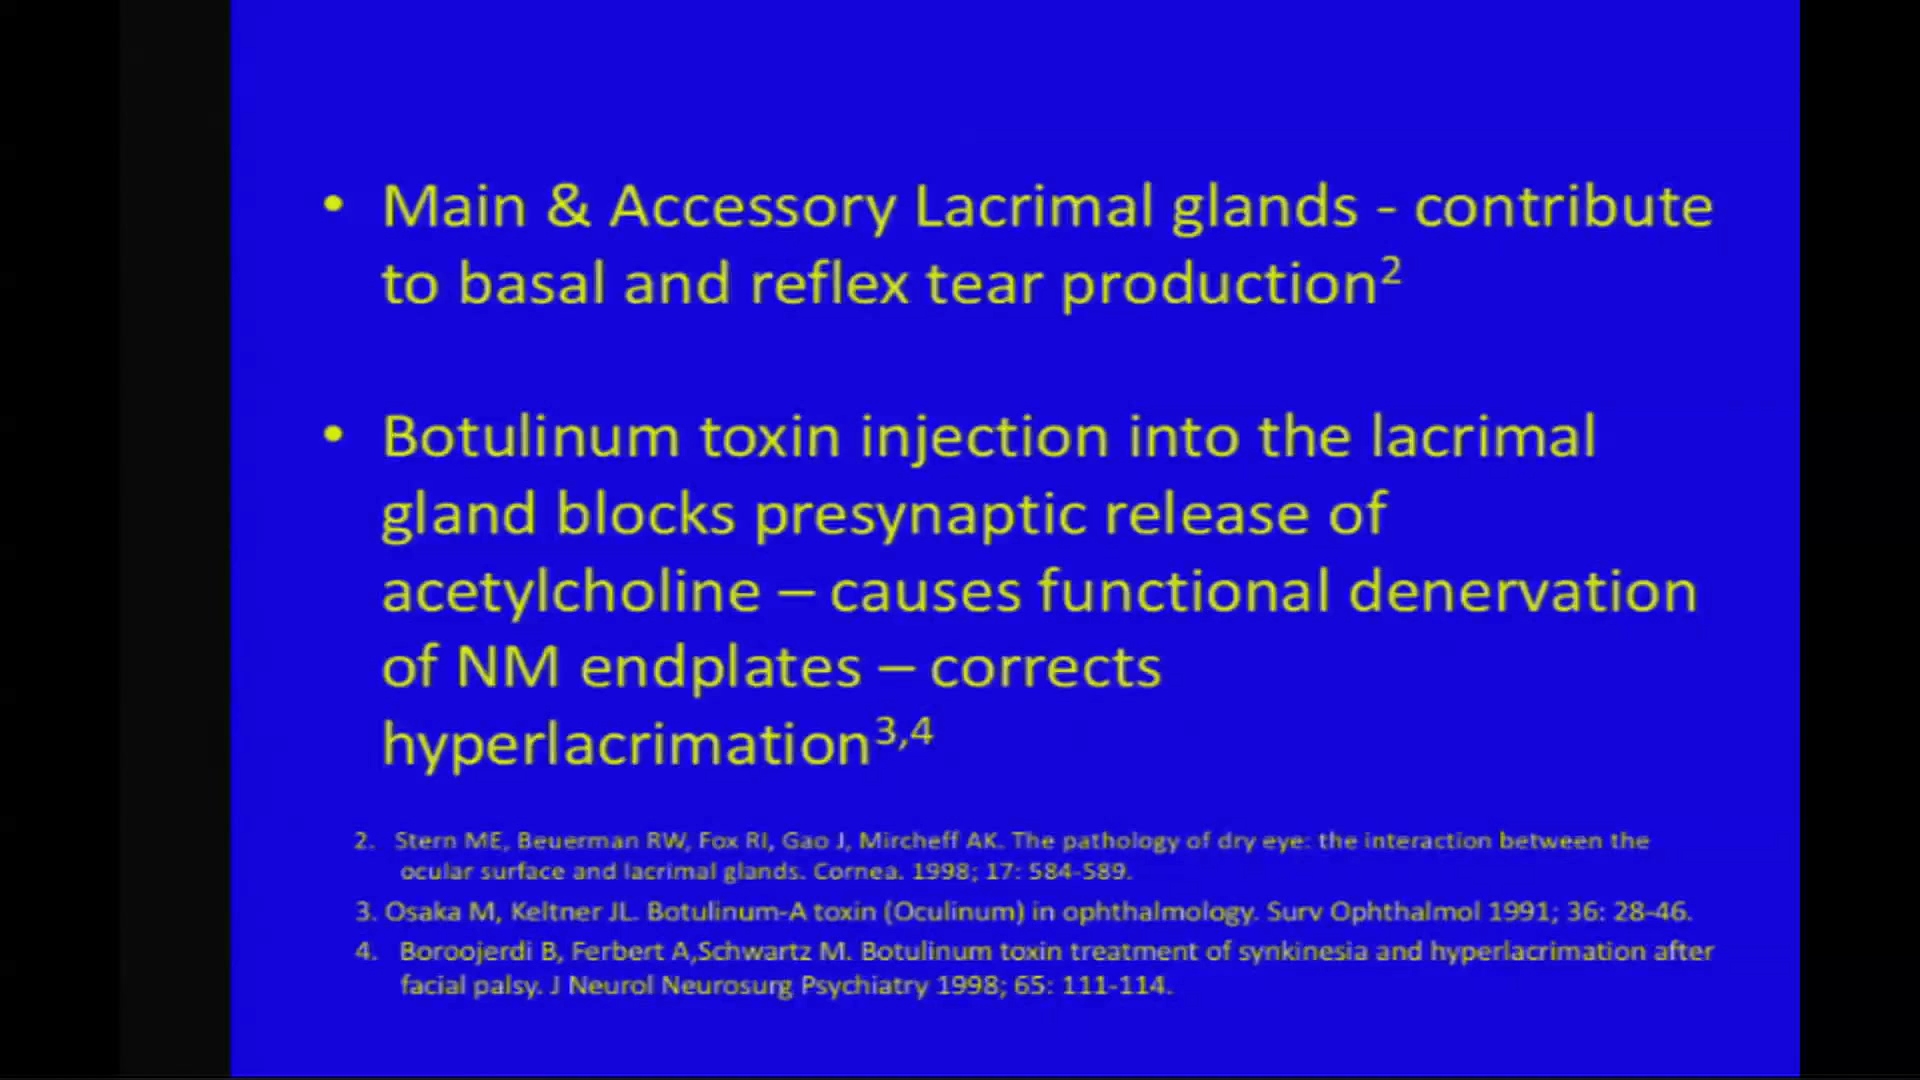 • Main & Accessory Lacrimal glands - contribute
to basal and reflex tear production²
• Botulinum toxin injection into the lacrimal
gland blocks presynaptic release of
acetylcholine – causes functional denervation
of NM endplates – corrects
hyperlacrimation³,⁴
2. Stern ME, Beuerman RW, Fox RI, Gao J, Mircheff AK. The pathology of dry eye: the interaction between the
ocular surface and lacrimal glands. Cornea. 1998; 17: 584-589.
3. Osaka M, Keltner JL. Botulinum-A toxin (Oculinum) in ophthalmology. Surv Ophthalmol 1991; 36: 28-46.
4. Boroojerdi B, Ferbert A,Schwartz M. Botulinum toxin treatment of synkinesia and hyperlacrimation after
facial palsy. J Neurol Neurosurg Psychiatry 1998; 65: 111-114.